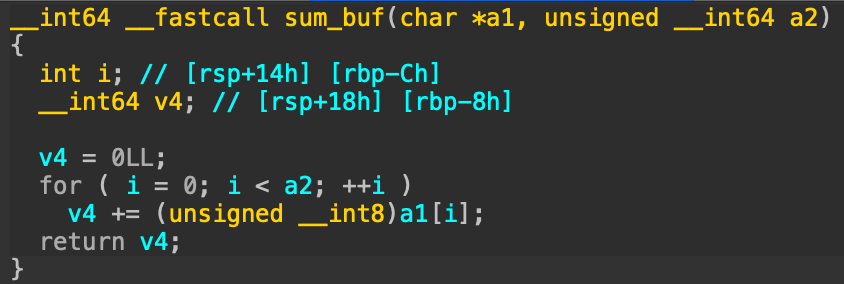 __int64 __fastcall sum_buf(char *a1, unsigned __int64 a2)
{
  int i; // [rsp+14h] [rbp-Ch]
  __int64 v4; // [rsp+18h] [rbp-8h]

  v4 = 0LL;
  for ( i = 0; i < a2; ++i )
    v4 += (unsigned __int8)a1[i];
  return v4;
}